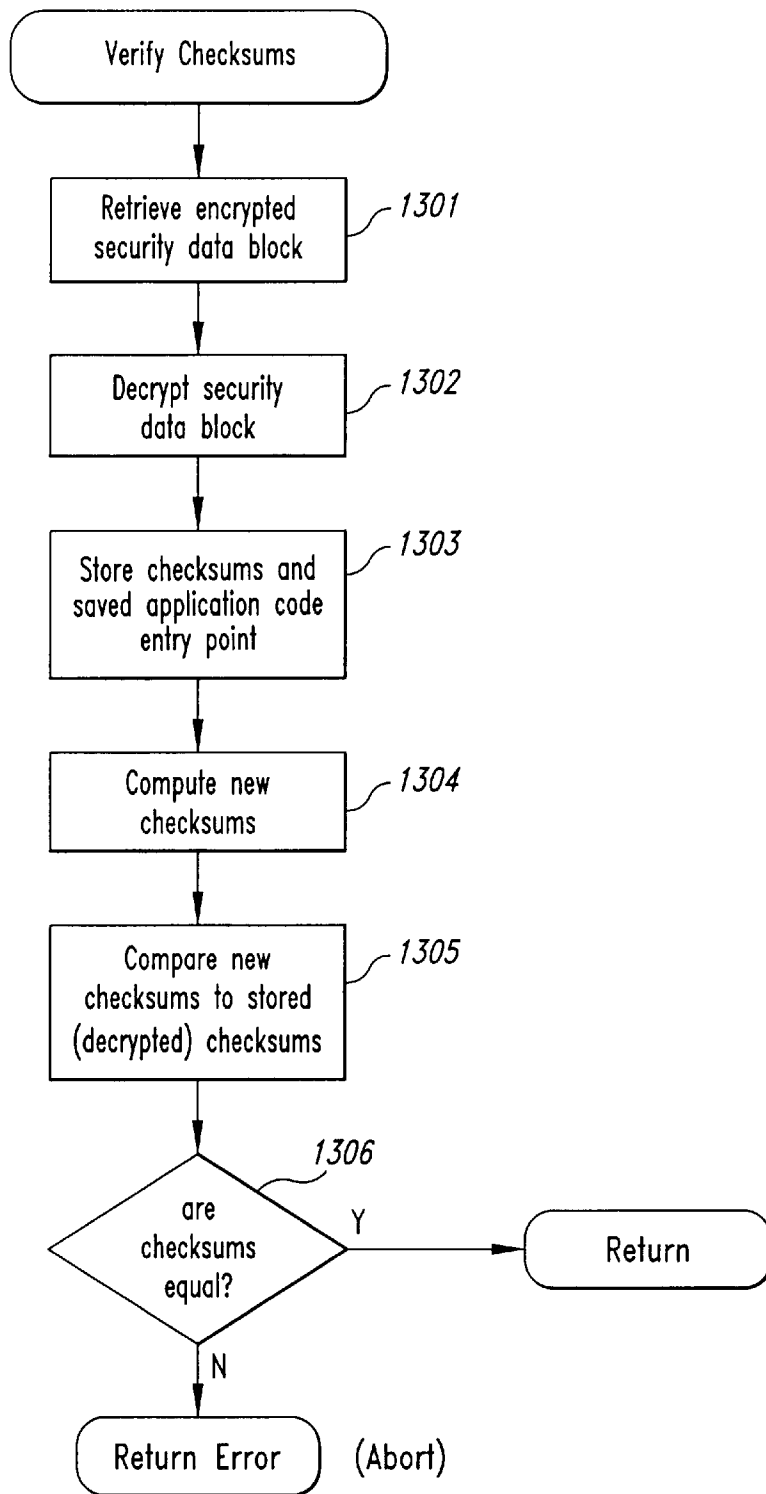 Verify Checksums
Retrieve encrypted
security data block
1301
Decrypt security
data block
1302
Store checksums and
saved application code
entry point
1303
Compute new
checksums
1304
Compare new
checksums to stored
(decrypted) checksums
1305
1306
are
checksums
equal?
Y
Return
N
Return Error
(Abort)